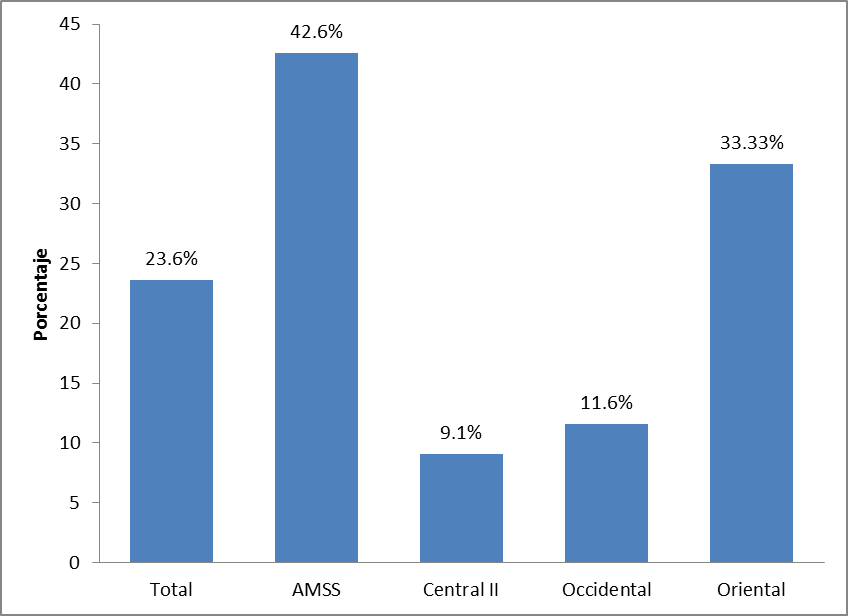 45
40
35
30
25
20
15
10
5
0
Porcentaje
23.6%
42.6%
9.1%
11.6%
33.33%
Total
AMSS
Central II
Occidental
Oriental